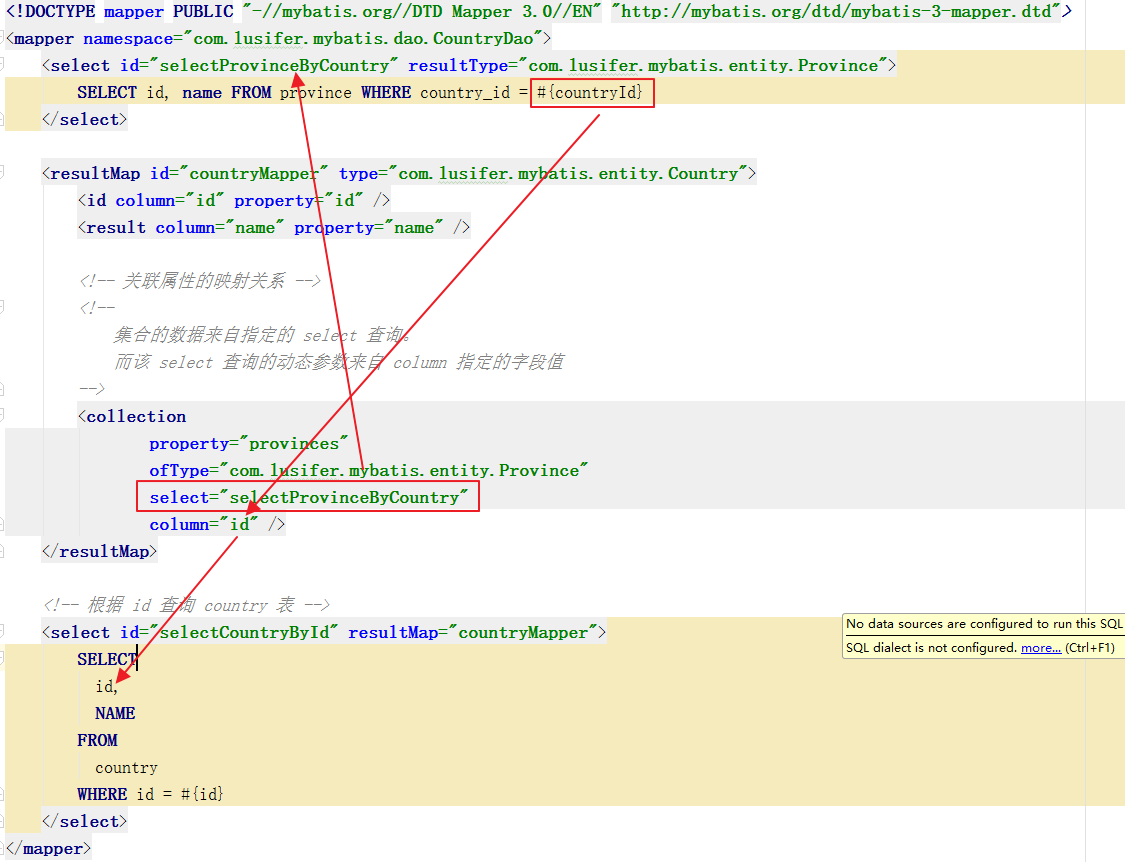 <!DOCTYPE mapper PUBLIC "-//mybatis.org//DTD Mapper 3.0//EN" "http://mybatis.org/dtd/mybatis-3-mapper.dtd">
<mapper namespace="com.lusifer.mybatis.dao.CountryDao">
<select id="selectProvinceByCountry" resultType="com.lusifer.mybatis.entity.Province">
SELECT id, name FROM province WHERE country_id = #{countryId}
</select>
<resultMap id="countryMapper" type="com.lusifer.mybatis.entity.Country">
<id column="id" property="id" />
<result column="name" property="name" />
<!-- 关联属性的映射关系 -->
<!--
集合的数据来自指定的 select 查询。
而该 select 查询的动态参数来自 column 指定的字段值
-->
<collection
property="provinces"
ofType="com.lusifer.mybatis.entity.Province"
select="selectProvinceByCountry"
column="id" />
</resultMap>
<!-- 根据 id 查询 country 表 -->
<select id="selectCountryById" resultMap="countryMapper">
SELECT
id,
NAME
FROM
country
WHERE id = #{id}
</select>
</mapper>
No data sources are configured to run this SQL
SQL dialect is not configured. more... (Ctrl+F1)